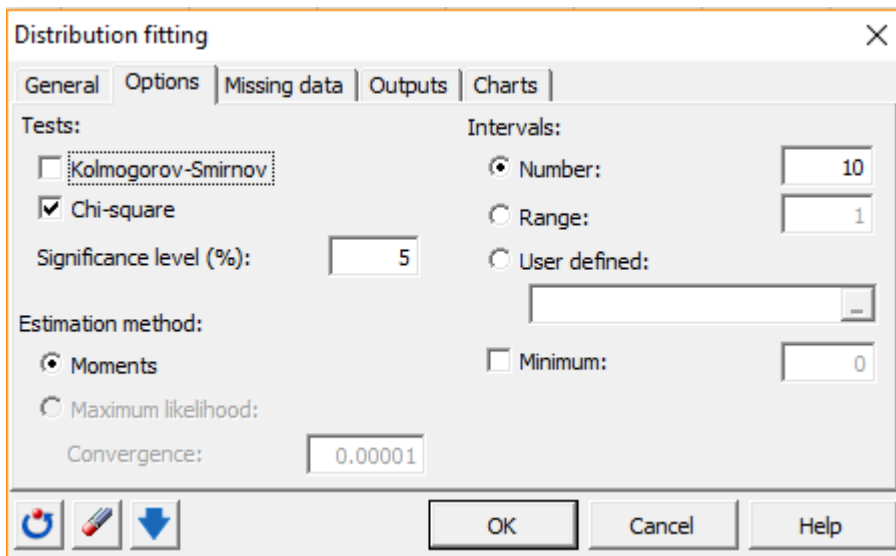 Distribution fitting
General Options Missing data Outputs Charts
Tests:
Kolmogorov-Smirnov
Chi-square
Significance level (%): 5
Estimation method:
Moments
Maximum likelihood:
Convergence: 0.00001
Intervals:
Number: 10
Range: 1
User defined:
...
Minimum: 0
OK Cancel Help